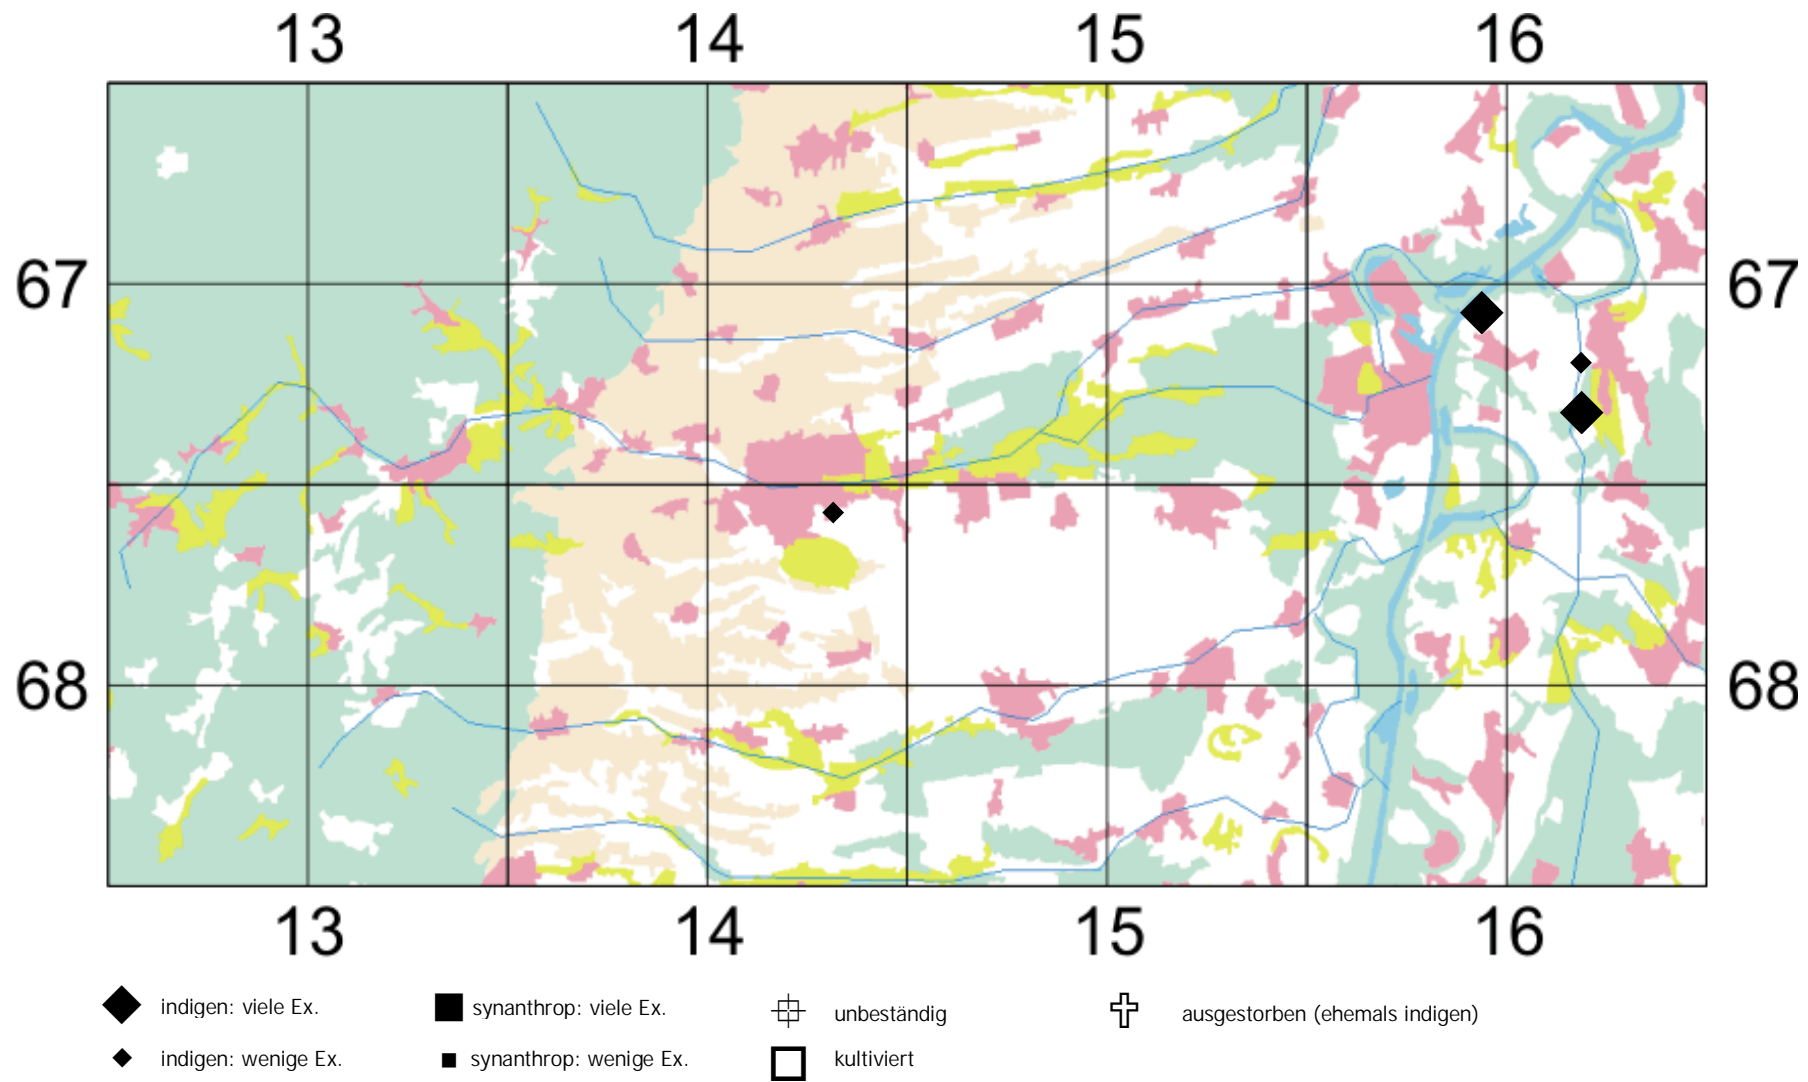 13 14 15 16
67 67
68 68
13 14 15 16
indigen: viele Ex. synanthrop: viele Ex. unbeständig ausgestorben (ehemals indigen)
indigen: wenige Ex. synanthrop: wenige Ex. kultiviert